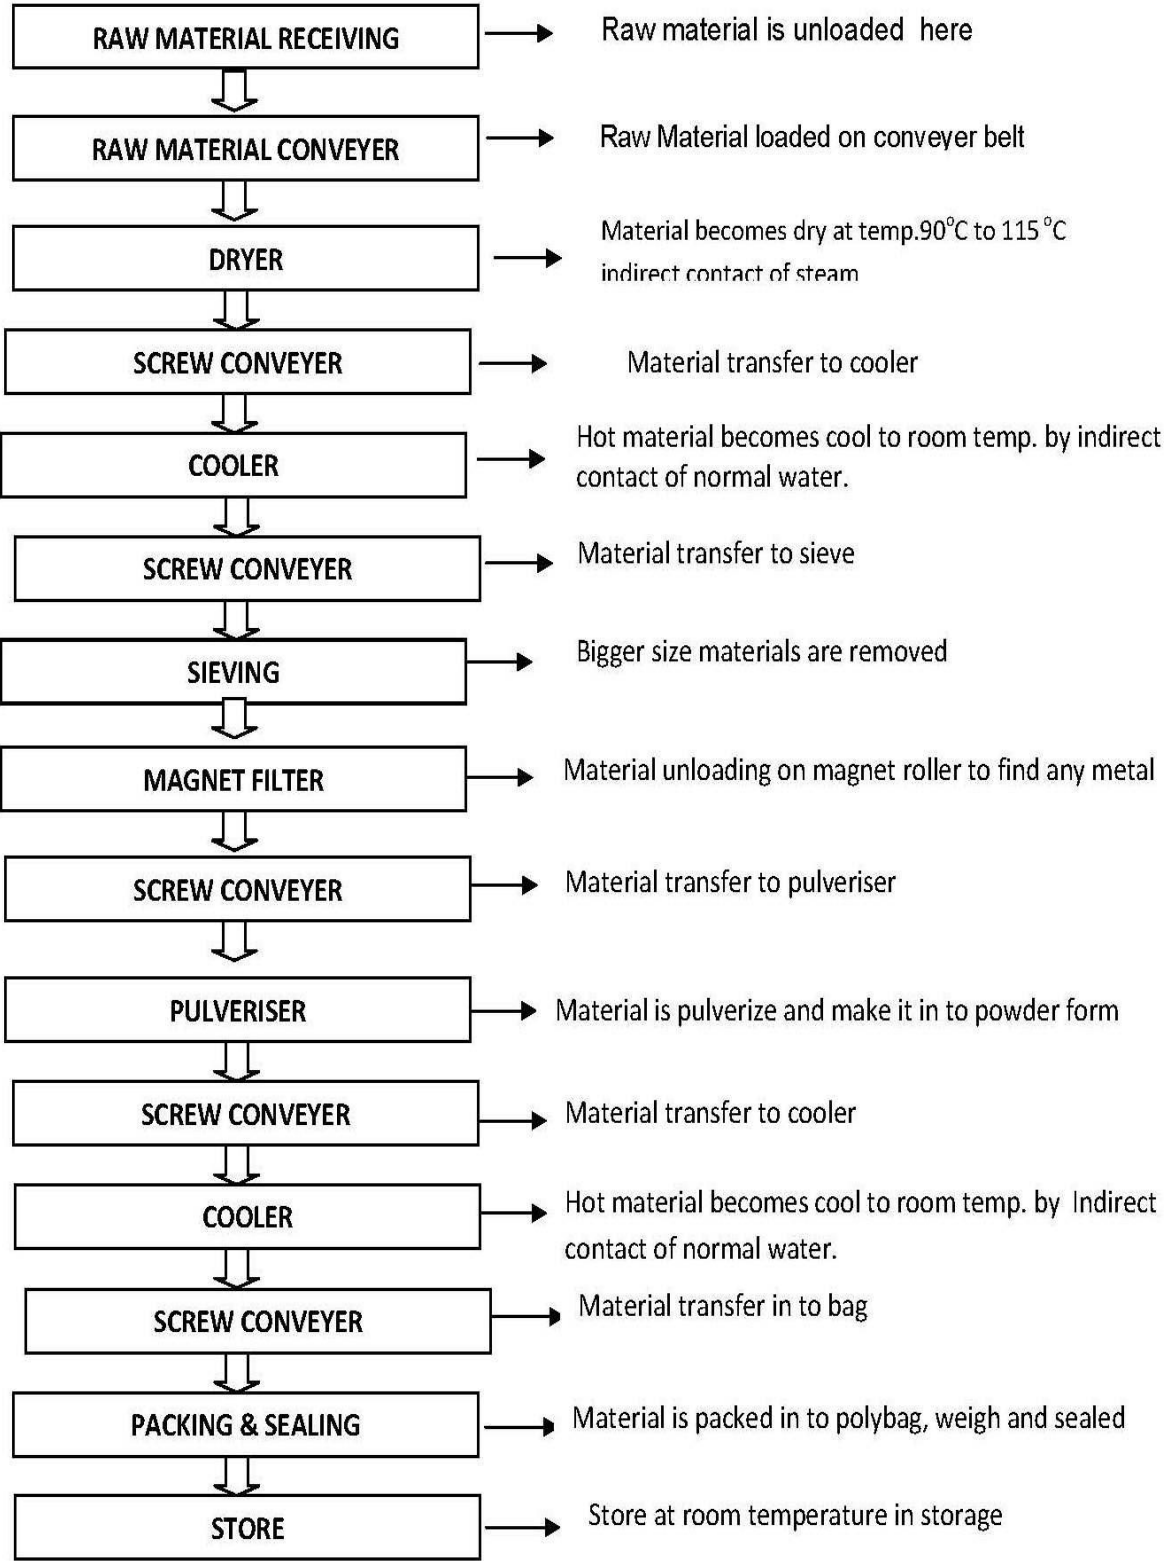 RAW MATERIAL RECEIVING
Raw material is unloaded here
RAW MATERIAL CONVEYER
Raw Material loaded on conveyer belt
DRYER
Material becomes dry at temp.90°C to 115 °C
indirect contact of steam
SCREW CONVEYER
Material transfer to cooler
COOLER
Hot material becomes cool to room temp. by indirect
contact of normal water.
SCREW CONVEYER
Material transfer to sieve
SIEVING
Bigger size materials are removed
MAGNET FILTER
Material unloading on magnet roller to find any metal
SCREW CONVEYER
Material transfer to pulveriser
PULVERISER
Material is pulverize and make it in to powder form
SCREW CONVEYER
Material transfer to cooler
COOLER
Hot material becomes cool to room temp. by Indirect
contact of normal water.
SCREW CONVEYER
Material transfer in to bag
PACKING & SEALING
Material is packed in to polybag, weigh and sealed
STORE
Store at room temperature in storage